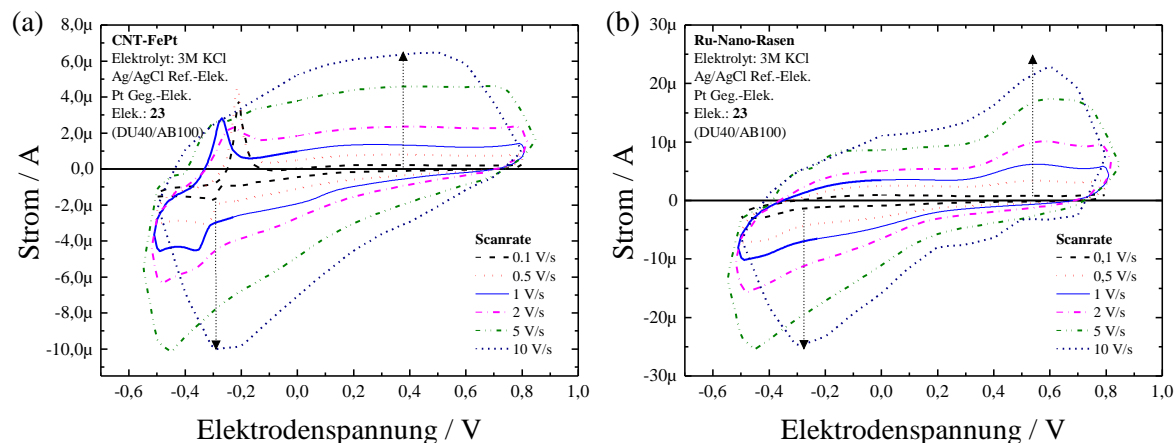 (a)
8,0µ
6,0µ
4,0µ
2,0µ
0,0
-2,0µ
-4,0µ
-6,0µ
-8,0µ
-10,0µ
Strom / A
CNT-FePt
Elektrolyt: 3M KCl
Ag/AgCl Ref.-Elek.
Pt Geg.-Elek.
Elek.: 23
(DU40/AB100)
Scanrate
0.1 V/s
0.5 V/s
1 V/s
2 V/s
5 V/s
10 V/s
-0,6 -0,4 -0,2 0,0 0,2 0,4 0,6 0,8 1,0
Elektrodenspannung / V
(b)
30µ
20µ
10µ
0
-10µ
-20µ
-30µ
Strom / A
Ru-Nano-Rasen
Elektrolyt: 3M KCl
Ag/AgCl Ref.-Elek.
Pt Geg.-Elek.
Elek.: 23
(DU40/AB100)
Scanrate
0,1 V/s
0,5 V/s
1 V/s
2 V/s
5 V/s
10 V/s
-0,6 -0,4 -0,2 0,0 0,2 0,4 0,6 0,8 1,0
Elektrodenspannung / V